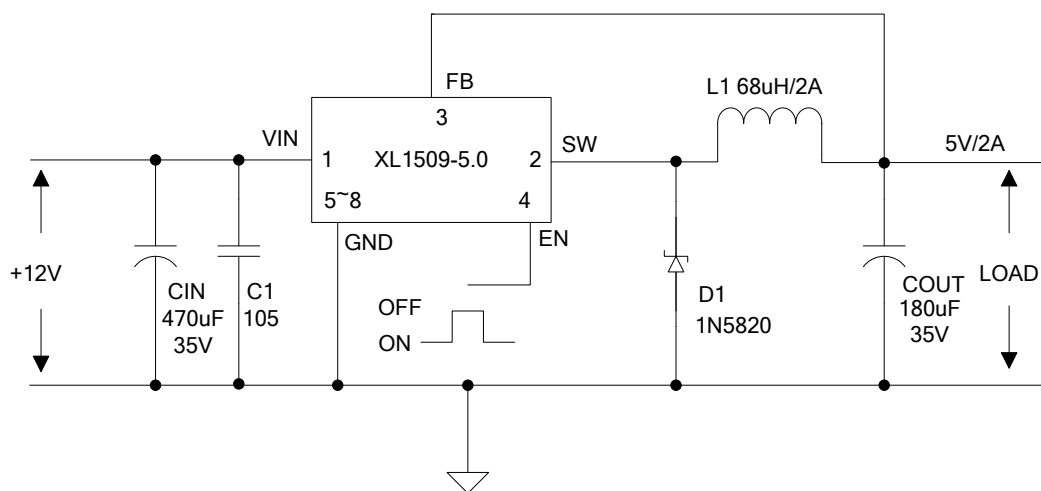 FB
L1 68uH/2A
3
VIN
SW
5V/2A
1
XL1509-5.0
2
5~8
4
GND
EN
+12V
CIN
470uF
35V
C1
105
OFF
ON
D1
1N5820
COUT
180uF
35V
LOAD